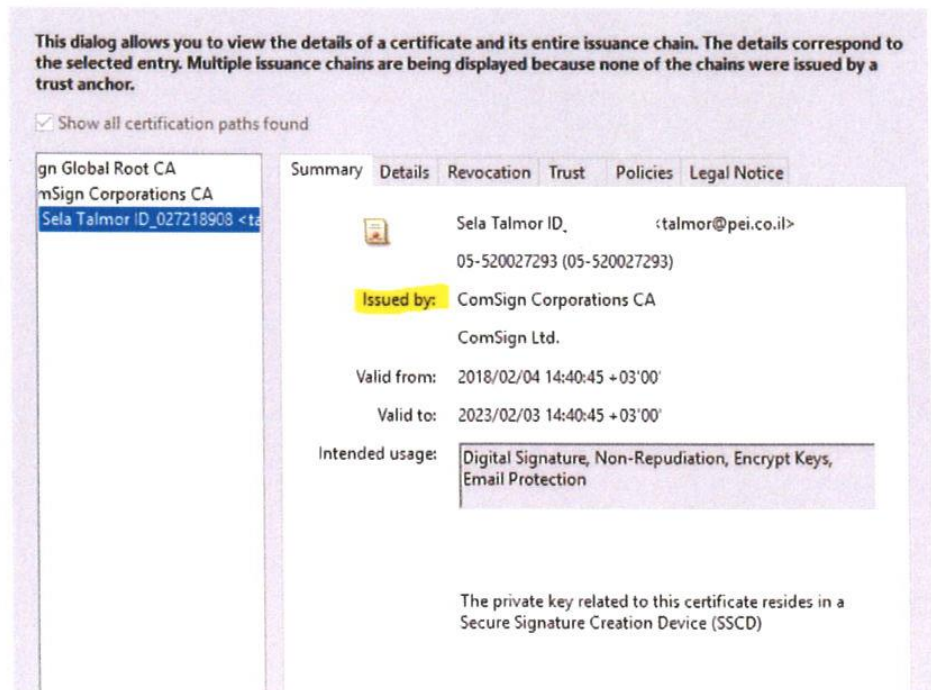 This dialog allows you to view the details of a certificate and its entire issuance chain. The details correspond to
the selected entry. Multiple issuance chains are being displayed because none of the chains were issued by a
trust anchor.
Show all certification paths found
gn Global Root CA
mSign Corporations CA
Sela Talmor ID_027218908 <ta
Summary Details Revocation Trust Policies Legal Notice
Sela Talmor ID_ <talmor@pei.co.il>
05-520027293 (05-520027293)
Issued by: ComSign Corporations CA
ComSign Ltd.
Valid from: 2018/02/04 14:40:45 +03'00'
Valid to: 2023/02/03 14:40:45 +03'00'
Intended usage: Digital Signature, Non-Repudiation, Encrypt Keys,
Email Protection
The private key related to this certificate resides in a
Secure Signature Creation Device (SSCD)